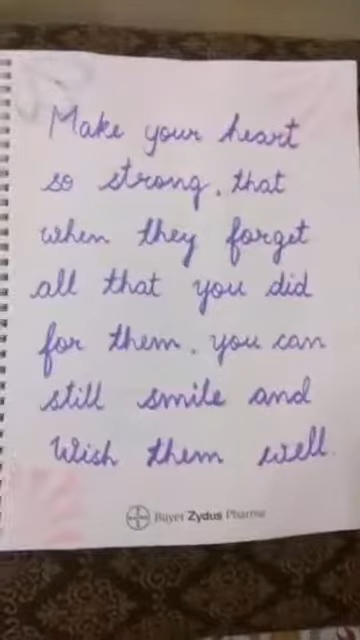 Make your heart
so strong, that
when they forget
all that you did
for them. you can
still smile and
Wish them well.
Bayer Zydus Pharma